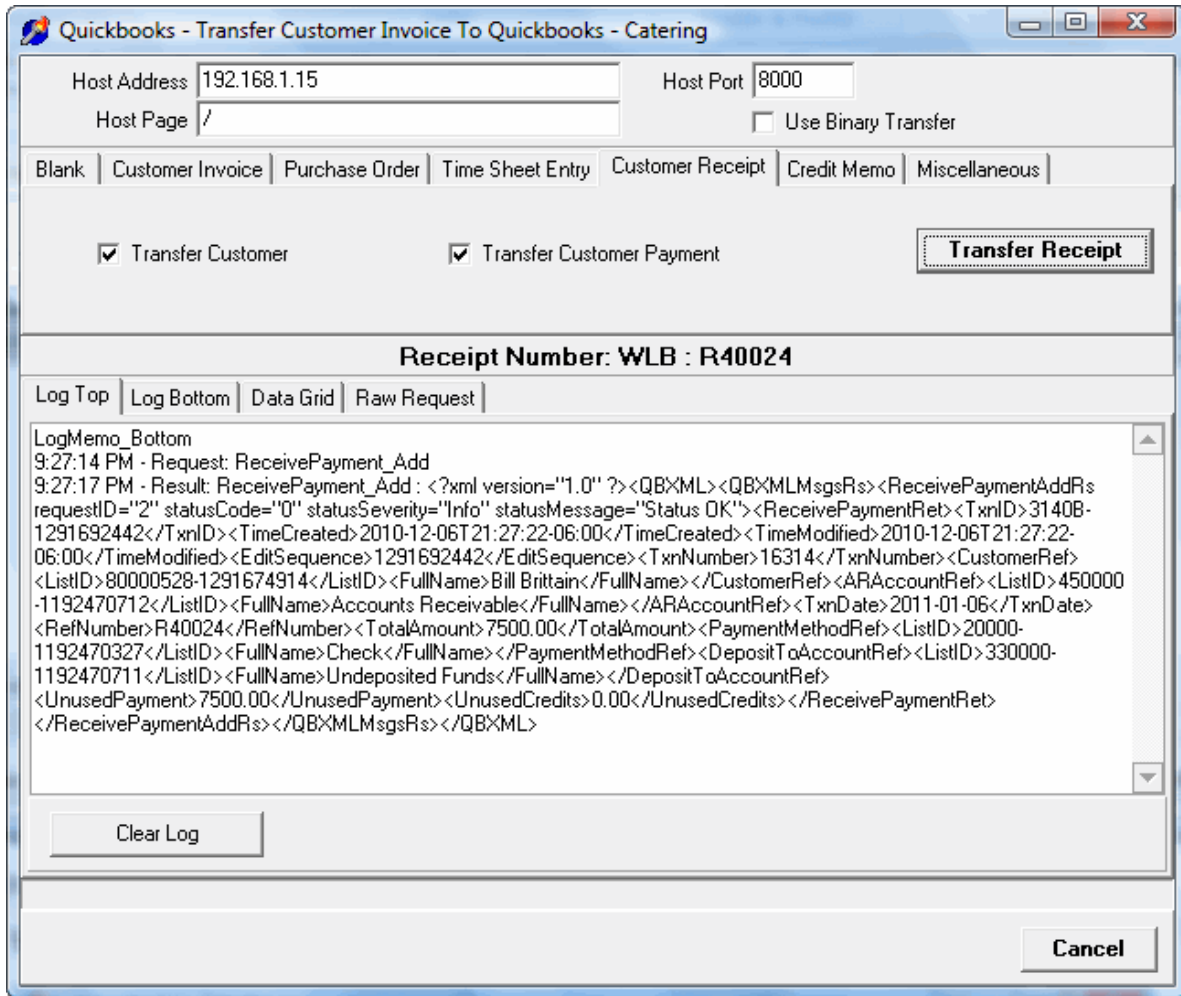 Quickbooks - Transfer Customer Invoice To Quickbooks - Catering
Host Address 192.168.1.15 Host Port 8000
Host Page / Use Binary Transfer
Blank Customer Invoice Purchase Order Time Sheet Entry Customer Receipt Credit Memo Miscellaneous
Transfer Customer Transfer Customer Payment Transfer Receipt
Receipt Number: WLB : R40024
Log Top Log Bottom Data Grid Raw Request
LogMemo_Bottom
9:27:14 PM - Request: ReceivePayment_Add
9:27:17 PM - Result: ReceivePayment_Add : <?xml version="1.0" ?><QBXML><QBXMLMsgsRs><ReceivePaymentAddRs
requestID="2" statusCode="0" statusSeverity="Info" statusMessage="Status OK"><ReceivePaymentRet><TxnID>3140B-
1291692442</TxnID><TimeCreated>2010-12-06T21:27:22-06:00</TimeCreated><TimeModified>2010-12-06T21:27:22-
06:00</TimeModified><EditSequence>1291692442</EditSequence><TxnNumber>16314</TxnNumber><CustomerRef>
<ListID>80000528-1291674914</ListID><FullName>Bill Brittain</FullName></CustomerRef><ARAccountRef><ListID>450000
-1192470712</ListID><FullName>Accounts Receivable</FullName></ARAccountRef><TxnDate>2011-01-06</TxnDate>
<RefNumber>R40024</RefNumber><TotalAmount>7500.00</TotalAmount><PaymentMethodRef><ListID>20000-
1192470327</ListID><FullName>Check</FullName></PaymentMethodRef><DepositToAccountRef><ListID>330000-
1192470711</ListID><FullName>Undeposited Funds</FullName></DepositToAccountRef>
<UnusedPayment>7500.00</UnusedPayment><UnusedCredits>0.00</UnusedCredits></ReceivePaymentRet>
</ReceivePaymentAddRs></QBXMLMsgsRs></QBXML>
Clear Log
Cancel